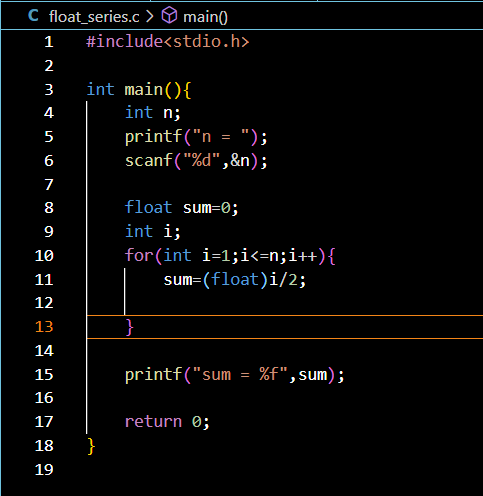 C float_series.c > main()
1 #include<stdio.h>
2
3 int main(){
4 int n;
5 printf("n = ");
6 scanf("%d",&n);
7
8 float sum=0;
9 int i;
10 for(int i=1;i<=n;i++){
11 sum=(float)i/2;
12
13 }
14
15 printf("sum = %f",sum);
16
17 return 0;
18 }
19